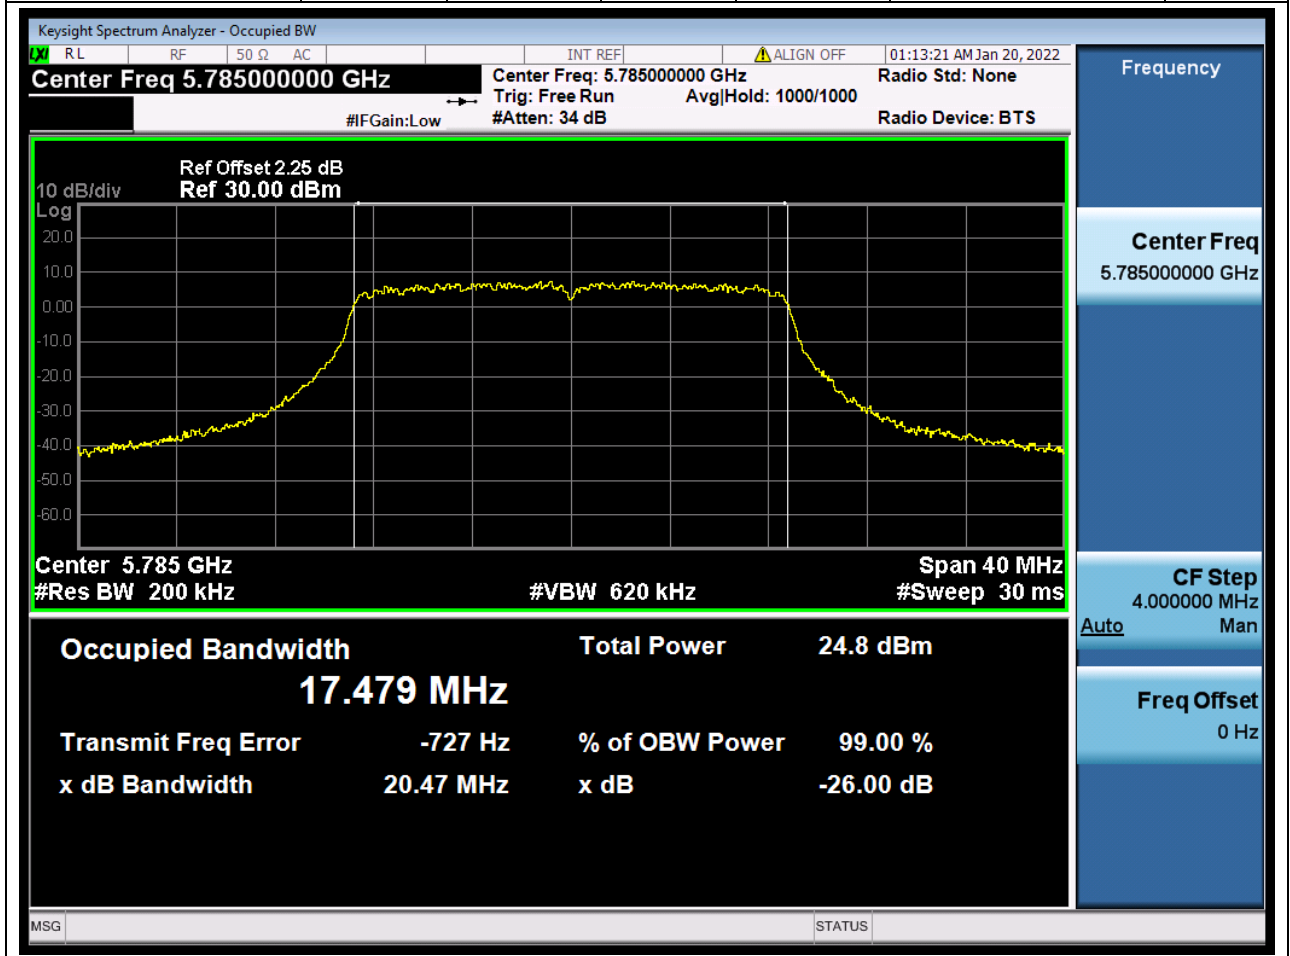 Keysight Spectrum Analyzer - Occupied BW
LXI RL RF 50 Ω AC INT REF ALIGN OFF 01:13:21 AM Jan 20, 2022
Center Freq 5.785000000 GHz
Center Freq: 5.785000000 GHz Radio Std: None
Trig: Free Run Avg|Hold: 1000/1000
#IFGain:Low #Atten: 34 dB Radio Device: BTS
Ref Offset 2.25 dB
10 dB/div Ref 30.00 dBm
Log
20.0
10.0
0.00
-10.0
-20.0
-30.0
-40.0
-50.0
-60.0
Center 5.785 GHz Span 40 MHz
#Res BW 200 kHz #VBW 620 kHz #Sweep 30 ms
Occupied Bandwidth Total Power 24.8 dBm
17.479 MHz
Transmit Freq Error -727 Hz % of OBW Power 99.00 %
x dB Bandwidth 20.47 MHz x dB -26.00 dB
Frequency
Center Freq
5.785000000 GHz
CF Step
4.000000 MHz
Auto Man
Freq Offset
0 Hz
MSG STATUS